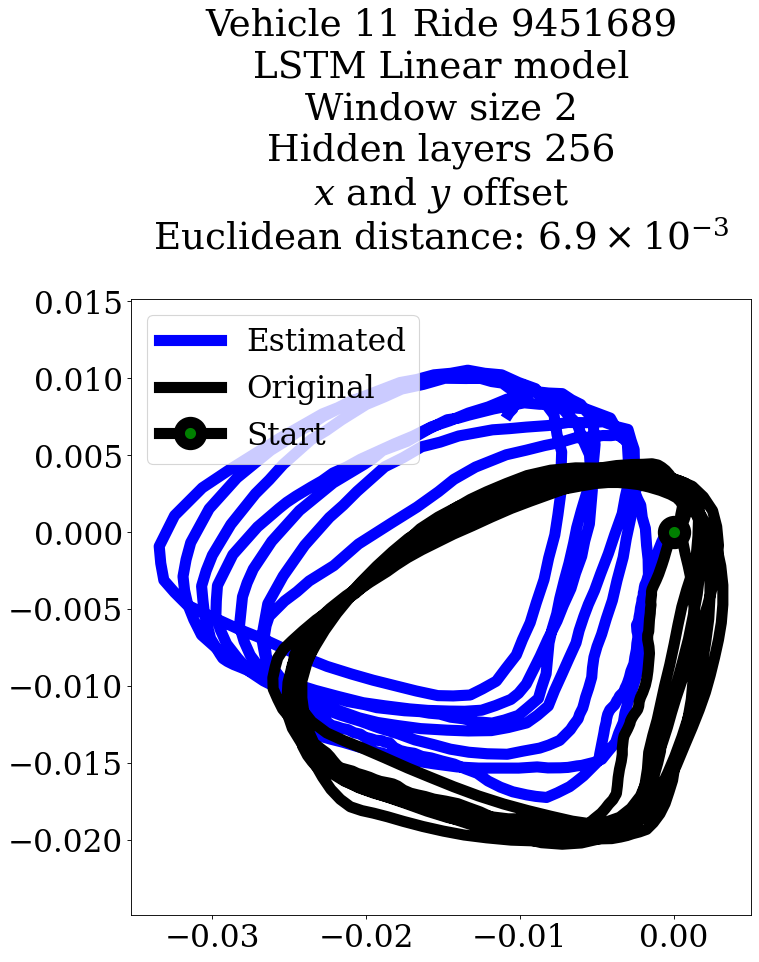 Vehicle 11 Ride 9451689
LSTM Linear model
Window size 2
Hidden layers 256
x and y offset
Euclidean distance: 6.9 × 10⁻³
0.015
0.010
0.005
0.000
−0.005
−0.010
−0.015
−0.020
Estimated
Original
Start
−0.03 −0.02 −0.01 0.00